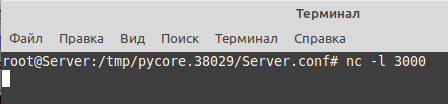 Терминал
Файл Правка Вид Поиск Терминал Справка
root@Server:/tmp/pycore.38029/Server.conf# nc -l 3000